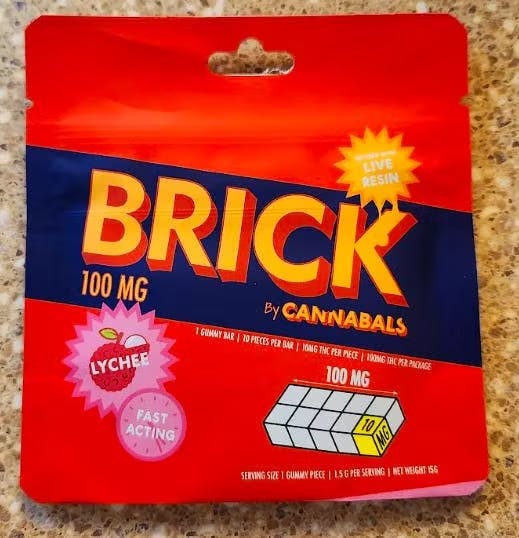 LIVE
RESIN
BRICK
100 MG
By CANNABALS
1 GUMMY BAR | 10 PIECES PER BAR | 10MG THC PER PIECE | 100MG THC PER PACKAGE
LYCHEE
FAST
ACTING
100 MG
10
MG
SERVING SIZE 1 GUMMY PIECE | 1.5 G PER SERVING | NET WEIGHT 15G